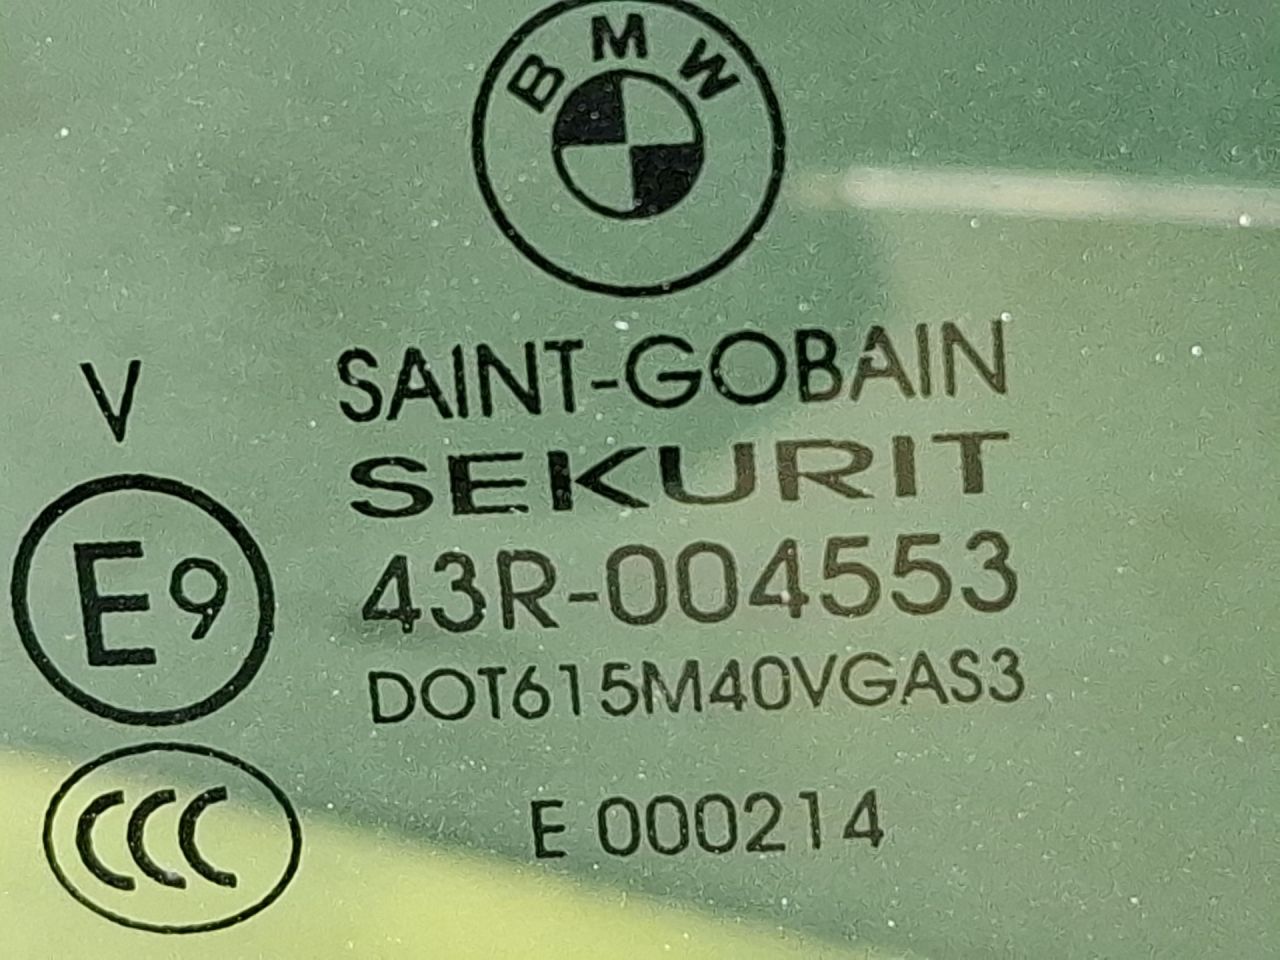 BMW
V
SAINT-GOBAIN
SEKURIT
E9
43R-004553
DOT615M40VGAS3
CCC
E 000214